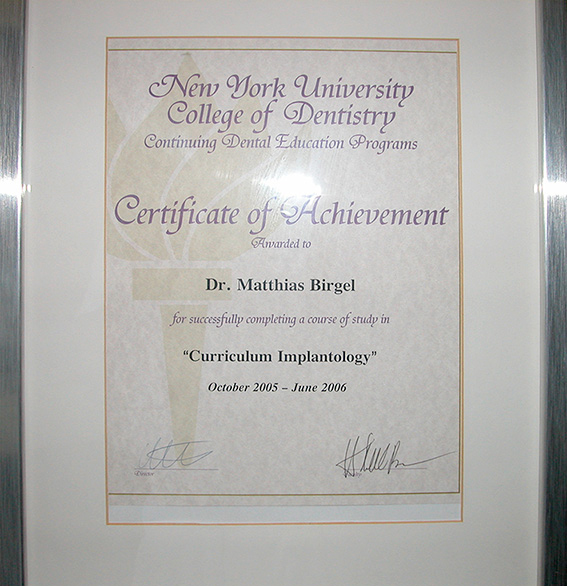 New York University
College of Dentistry
Continuing Dental Education Programs
Certificate of Achievement
Awarded to
Dr. Matthias Birgel
for successfully completing a course of study in
"Curriculum Implantology"
October 2005 – June 2006
Director